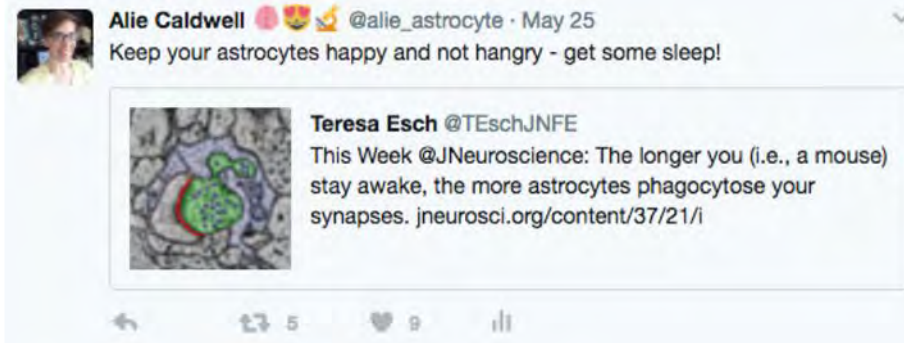 Alie Caldwell 🧠😍🔬 @alie_astrocyte · May 25
Keep your astrocytes happy and not hangry - get some sleep!
Teresa Esch @TEschJNFE
This Week @JNeuroscience: The longer you (i.e., a mouse)
stay awake, the more astrocytes phagocytose your
synapses. jneurosci.org/content/37/21/i
5 9